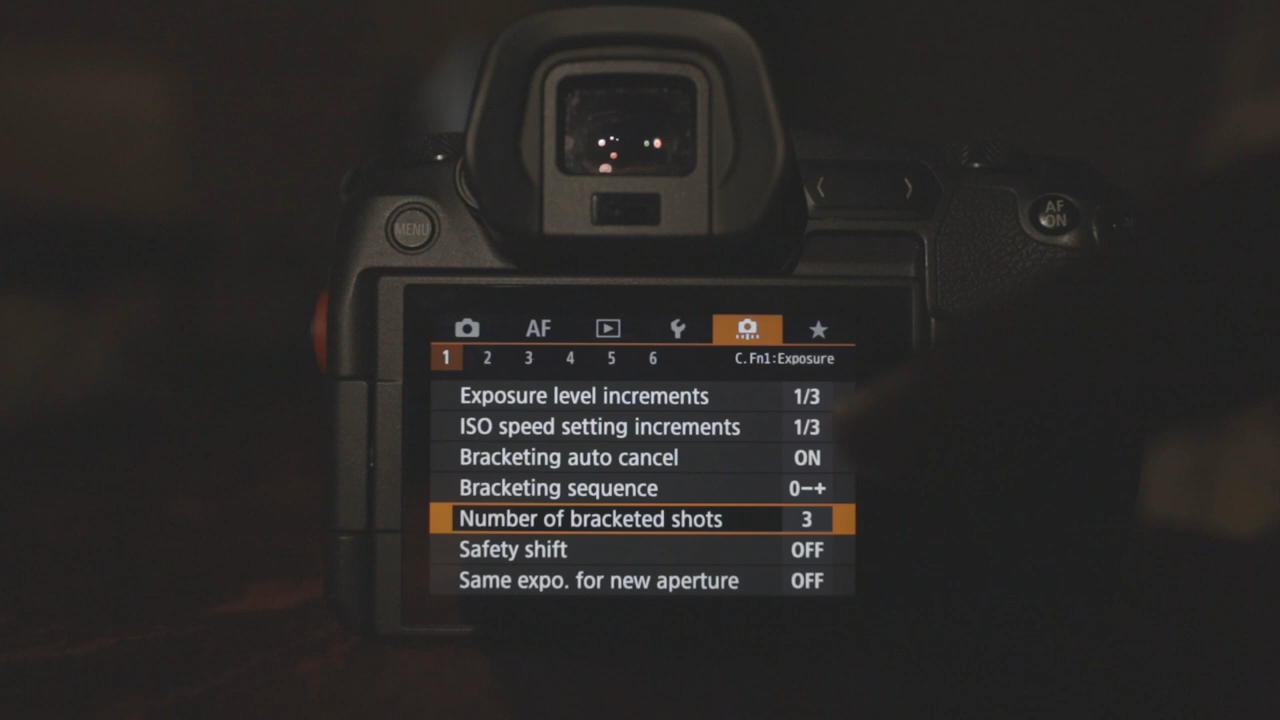 MENU
AF
ON
AF
1 2 3 4 5 6 C.Fn1:Exposure
Exposure level increments 1/3
ISO speed setting increments 1/3
Bracketing auto cancel ON
Bracketing sequence 0−+
Number of bracketed shots 3
Safety shift OFF
Same expo. for new aperture OFF